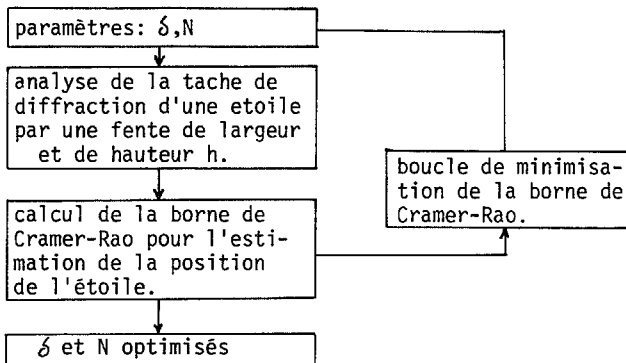 paramètres: δ,N
analyse de la tache de
diffraction d'une etoile
par une fente de largeur
et de hauteur h.
calcul de la borne de
Cramer-Rao pour l'esti-
mation de la position
de l'étoile.
δ et N optimisés
boucle de minimisa-
tion de la borne de
Cramer-Rao.